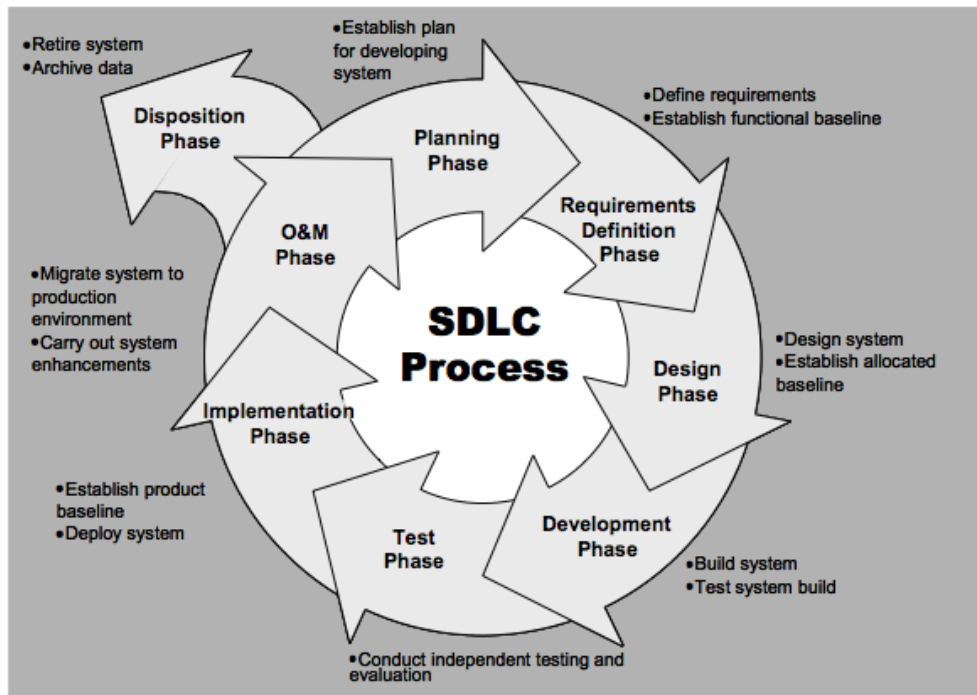 •Retire system
•Archive data
Disposition
Phase
•Establish plan
for developing
system
Planning
Phase
•Define requirements
•Establish functional baseline
Requirements
Definition
Phase
•Design system
•Establish allocated
baseline
Design
Phase
•Build system
•Test system build
Development
Phase
•Conduct independent testing and
evaluation
Test
Phase
•Establish product
baseline
•Deploy system
Implementation
Phase
•Migrate system to
production
environment
•Carry out system
enhancements
O&M
Phase
SDLC
Process